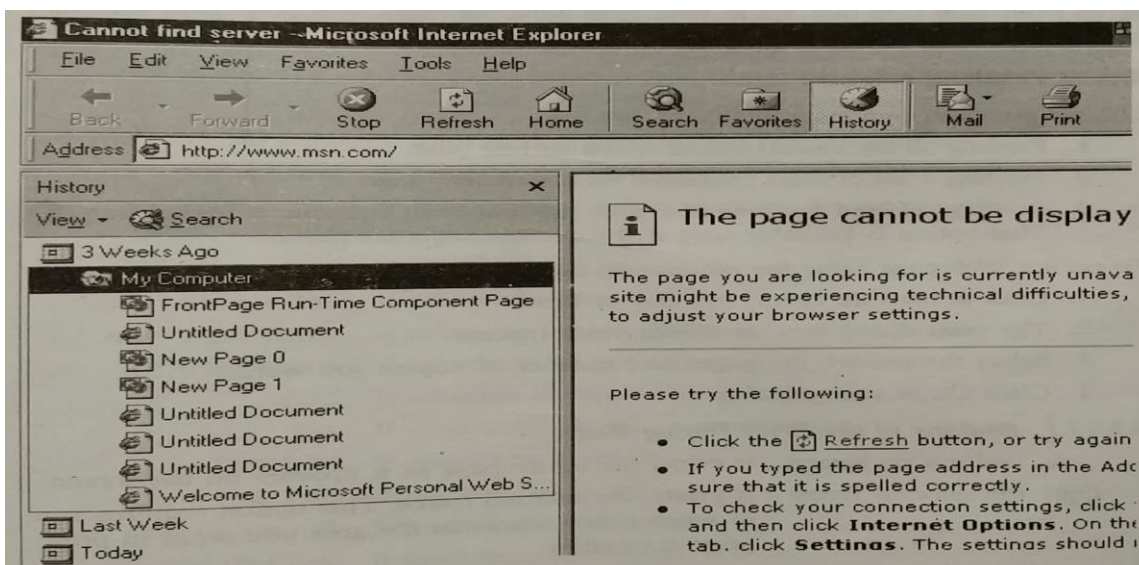 Cannot find server - Microsoft Internet Explorer
File Edit View Favorites Tools Help
Back Forward Stop Refresh Home Search Favorites History Mail Print
Address http://www.msn.com/
History
View Search
3 Weeks Ago
My Computer
FrontPage Run-Time Component Page
Untitled Document
New Page 0
New Page 1
Untitled Document
Untitled Document
Untitled Document
Welcome to Microsoft Personal Web S...
Last Week
Today
The page cannot be display
The page you are looking for is currently unava
site might be experiencing technical difficulties,
to adjust your browser settings.
Please try the following:
Click the Refresh button, or try again
If you typed the page address in the Add
sure that it is spelled correctly.
To check your connection settings, click
and then click Internet Options. On the
tab, click Settings. The settings should